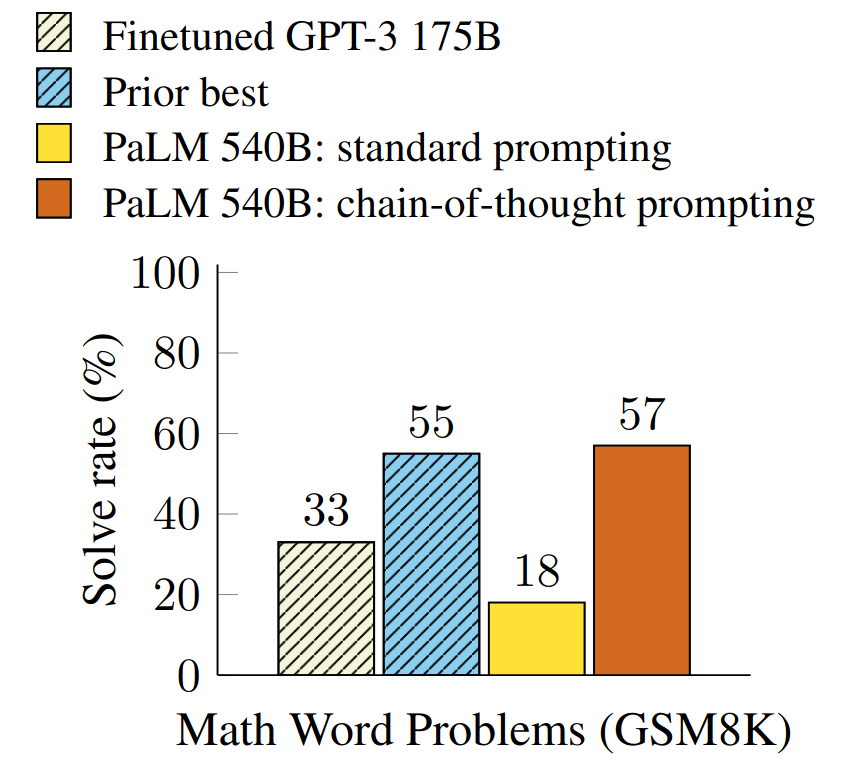 Finetuned GPT-3 175B
Prior best
PaLM 540B: standard prompting
PaLM 540B: chain-of-thought prompting
100
80
60
40
20
0
Solve rate (%)
33
55
18
57
Math Word Problems (GSM8K)